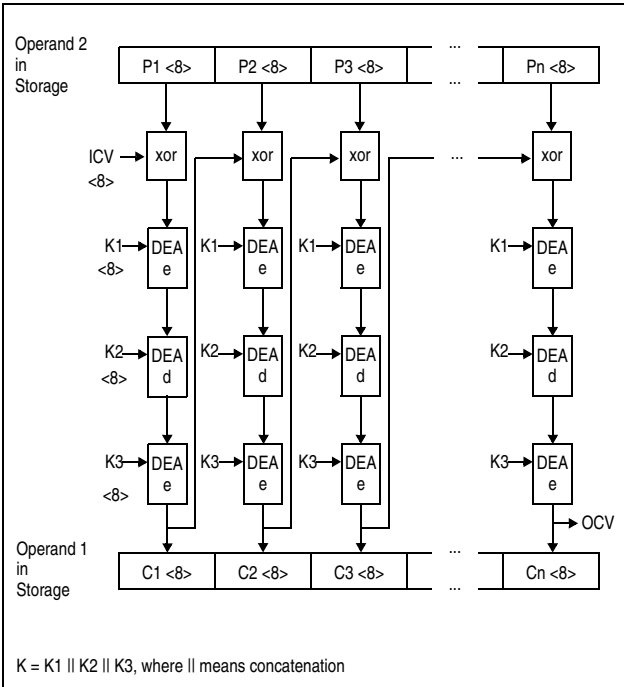 Operand 2
in
Storage
P1 <8> P2 <8> P3 <8> ... ... Pn <8>
ICV
<8>
xor xor xor ... xor
K1
<8>
DEA
e
K1 DEA
e
K1 DEA
e
K1 DEA
e
K2
<8>
DEA
d
K2 DEA
d
K2 DEA
d
K2 DEA
d
K3
<8>
DEA
e
K3 DEA
e
K3 DEA
e
K3 DEA
e
OCV
Operand 1
in
Storage
C1 <8> C2 <8> C3 <8> ... ... Cn <8>
K = K1 || K2 || K3, where || means concatenation